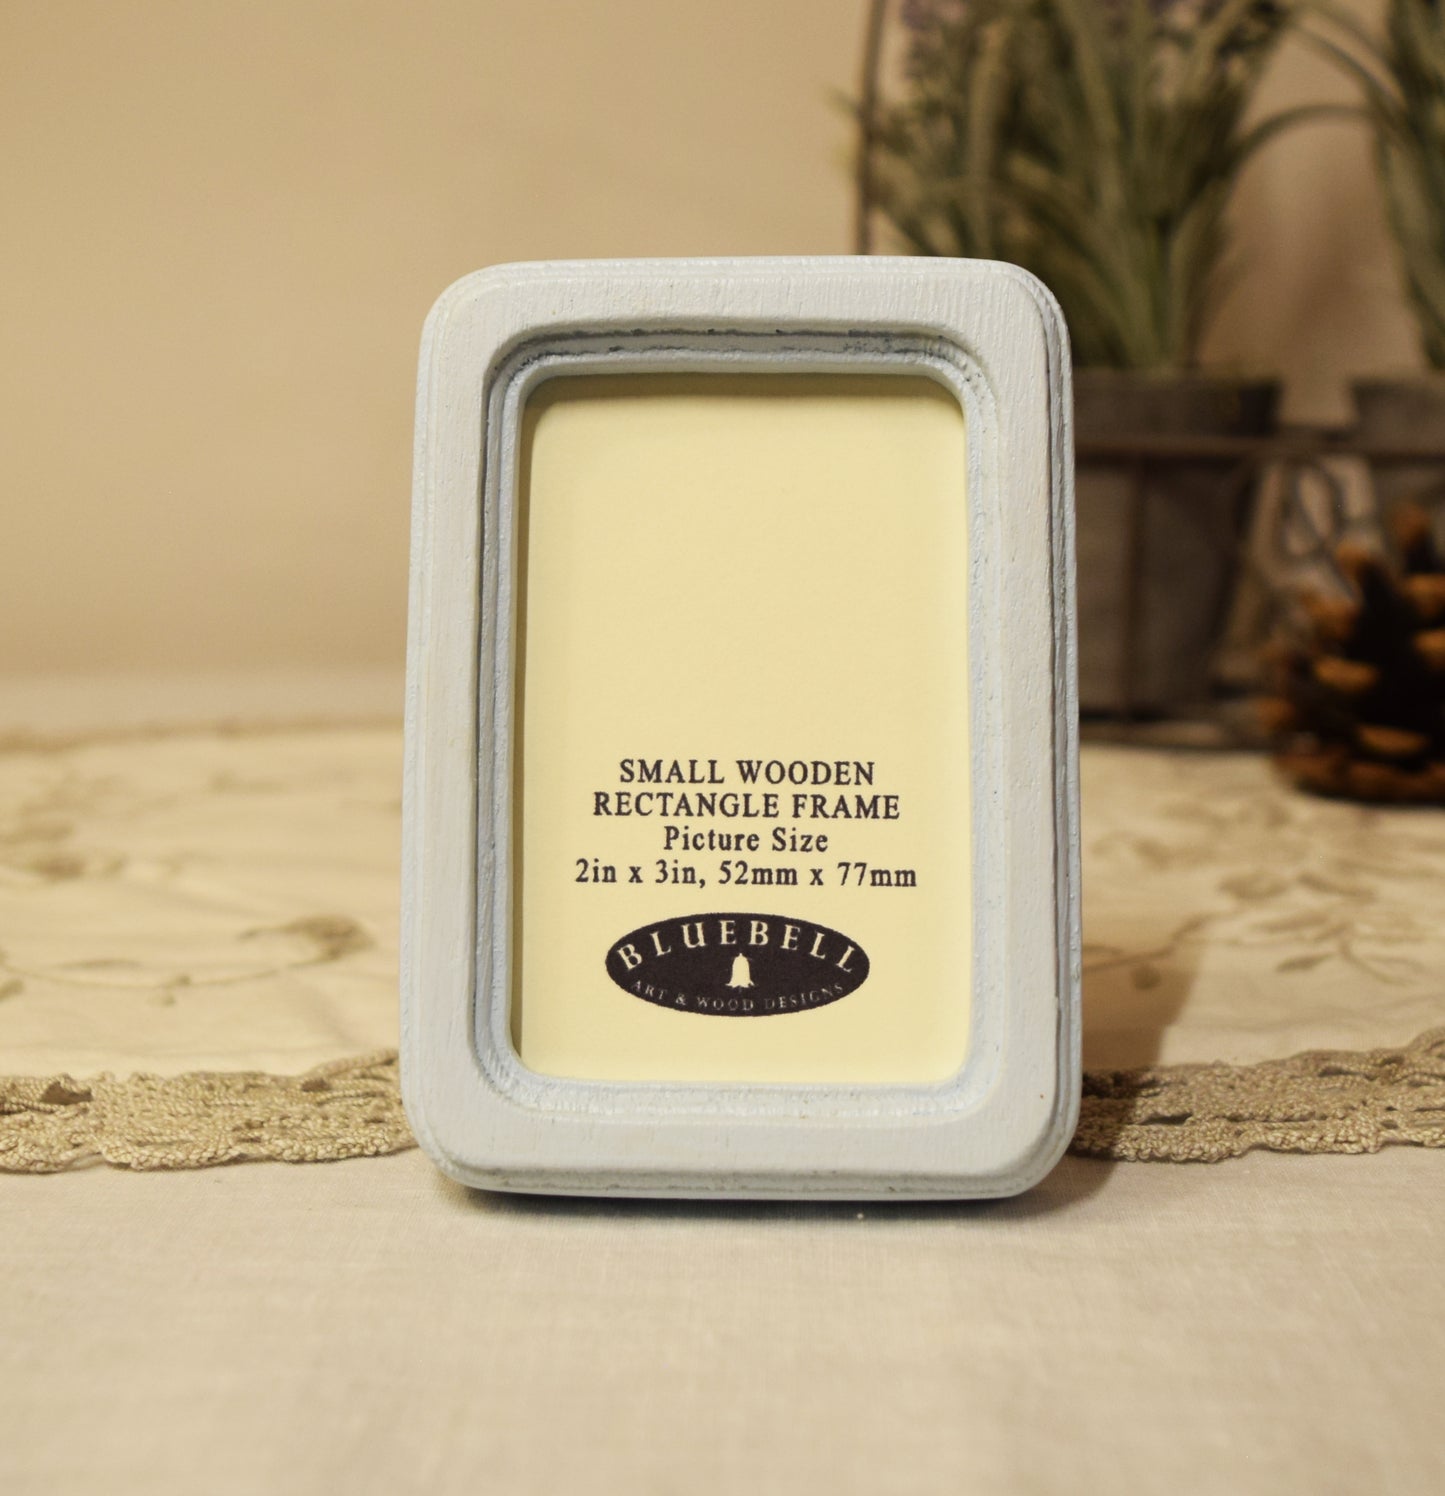 SMALL WOODEN
RECTANGLE FRAME
Picture Size
2in x 3in, 52mm x 77mm
BLUEBELL
ART & WOOD DESIGNS